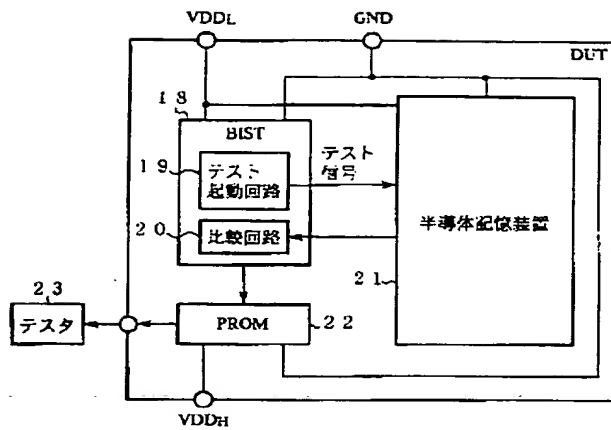 VDDL
GND
DUT
18
BIST
19
テスト
起動回路
テスト
信号
20
比較回路
半導体記憶装置
21
23
テスタ
PROM
22
VDDH